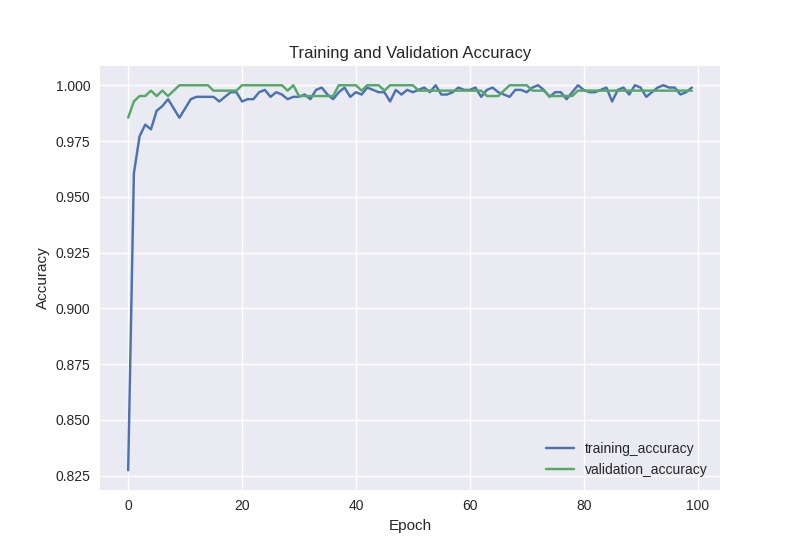 Training and Validation Accuracy
1.000
0.975
0.950
0.925
0.900
0.875
0.850
0.825
Accuracy
training_accuracy
validation_accuracy
0 20 40 60 80 100
Epoch